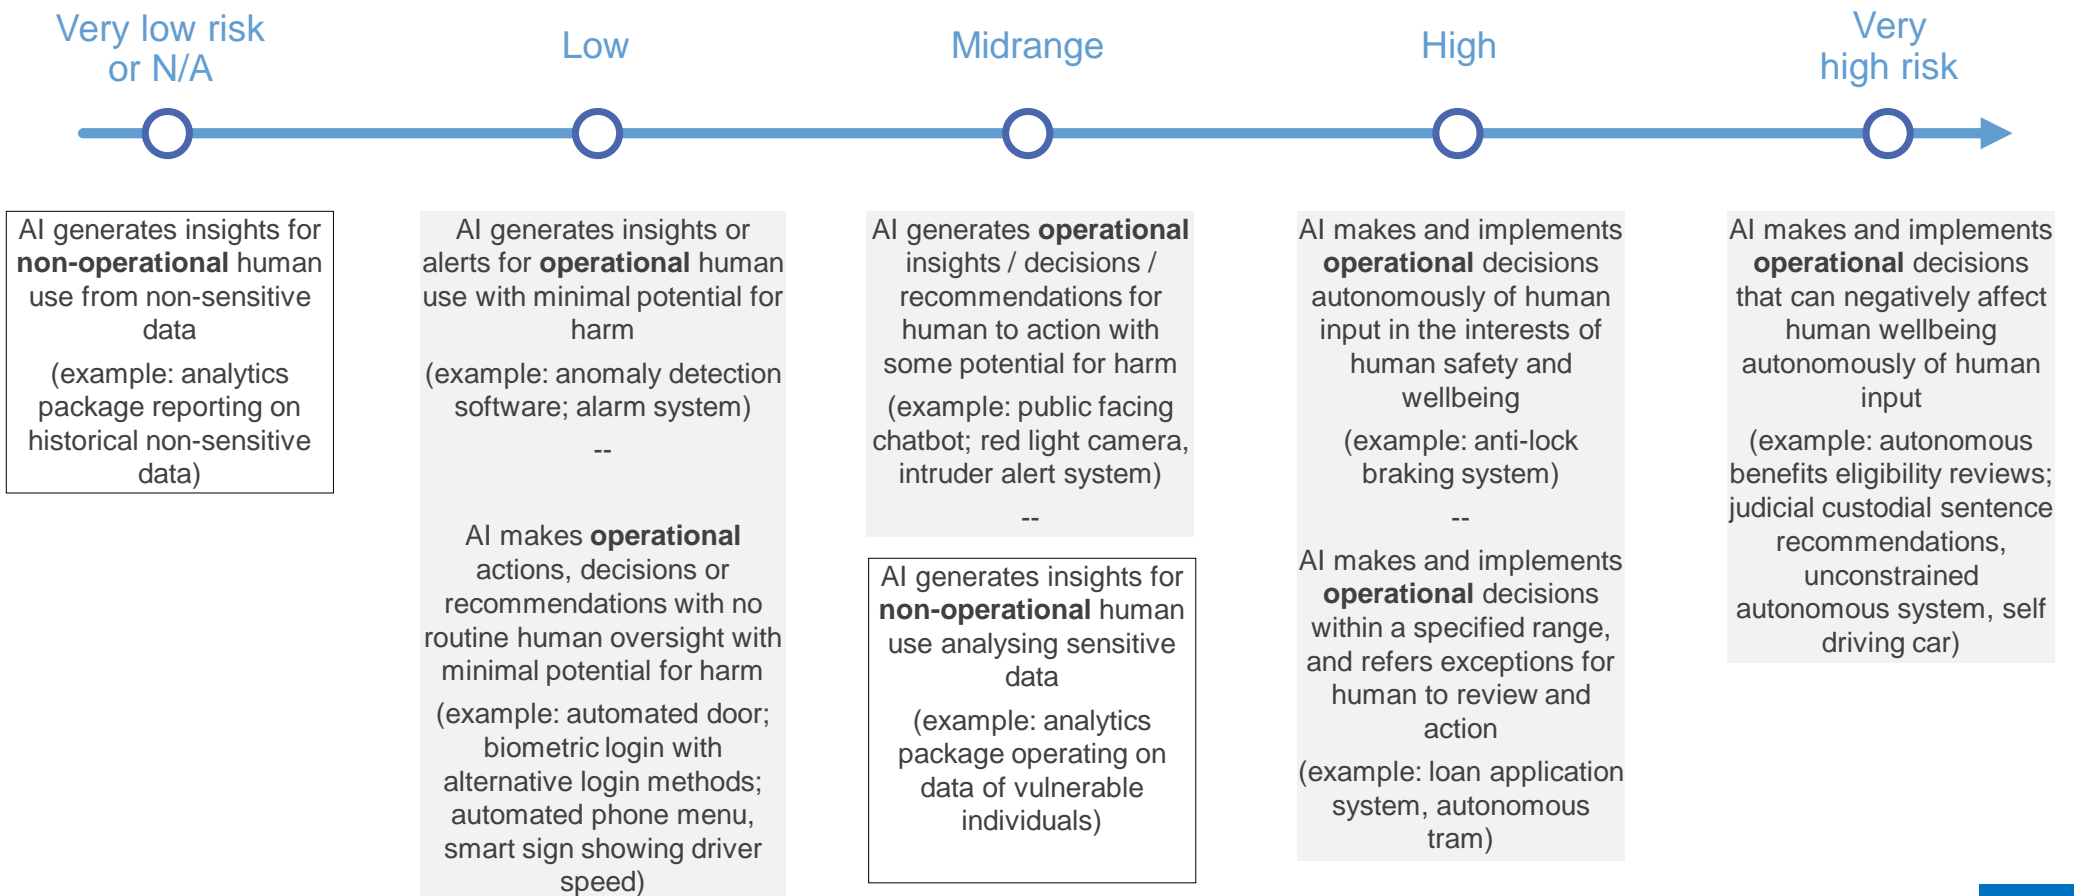 Very low risk
or N/A
Low
Midrange
High
Very
high risk
AI generates insights for
non-operational human
use from non-sensitive
data
(example: analytics
package reporting on
historical non-sensitive
data)
AI generates insights or
alerts for operational human
use with minimal potential for
harm
(example: anomaly detection
software; alarm system)
--
AI makes operational
actions, decisions or
recommendations with no
routine human oversight with
minimal potential for harm
(example: automated door;
biometric login with
alternative login methods;
automated phone menu,
smart sign showing driver
speed)
AI generates operational
insights / decisions /
recommendations for
human to action with
some potential for harm
(example: public facing
chatbot; red light camera,
intruder alert system)
--
AI generates insights for
non-operational human
use analysing sensitive
data
(example: analytics
package operating on
data of vulnerable
individuals)
AI makes and implements
operational decisions
autonomously of human
input in the interests of
human safety and
wellbeing
(example: anti-lock
braking system)
--
AI makes and implements
operational decisions
within a specified range,
and refers exceptions for
human to review and
action
(example: loan application
system, autonomous
tram)
AI makes and implements
operational decisions
that can negatively affect
human wellbeing
autonomously of human
input
(example: autonomous
benefits eligibility reviews;
judicial custodial sentence
recommendations,
unconstrained
autonomous system, self
driving car)